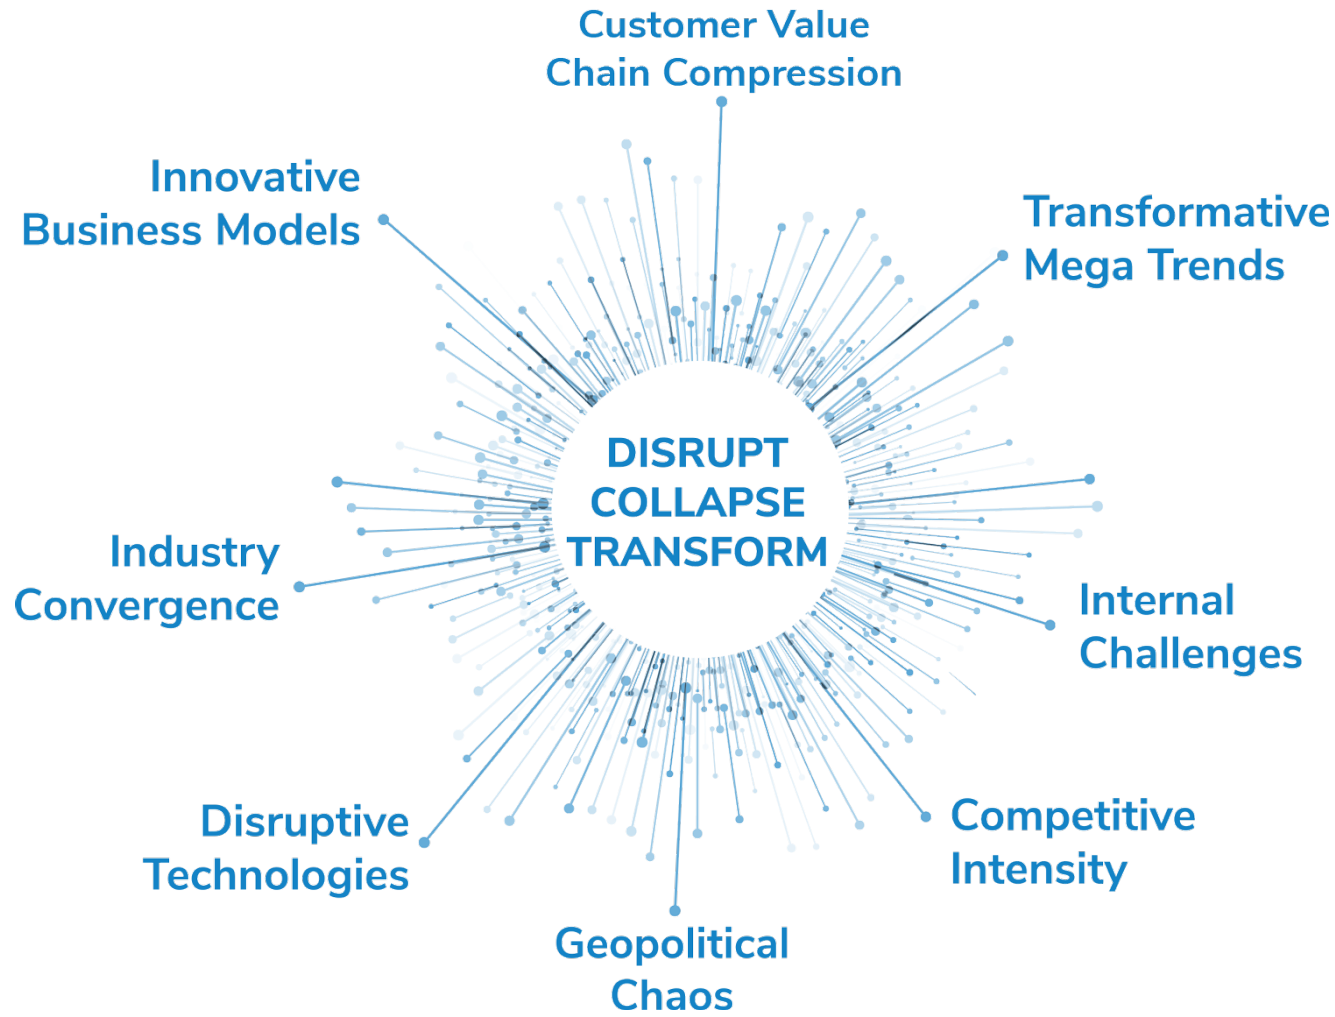 Customer Value
Chain Compression
Innovative
Business Models
Transformative
Mega Trends
DISRUPT
COLLAPSE
TRANSFORM
Industry
Convergence
Internal
Challenges
Disruptive
Technologies
Competitive
Intensity
Geopolitical
Chaos